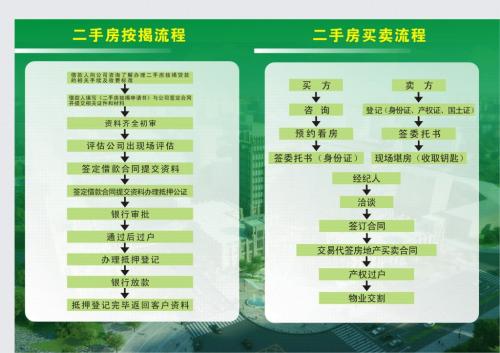 二手房按揭流程
借款人向公司咨询了解办理二手房按揭贷款
的相关手续及收费标准
借款人填写（二手房按揭申请书）与公司签定合同
并提交相关证件和材料
资料齐全初审
评估公司出现场评估
签定借款合同提交资料
签定借款合同提交资料办理抵押公证
银行审批
通过后过户
办理抵押登记
银行放款
抵押登记完毕返回客户资料
二手房买卖流程
买方
咨询
预约看房
签委托书（身份证）
卖方
登记（身份证、产权证、国土证）
签委托书
现场堪房（收取钥匙）
经纪人
洽谈
签订合同
交易代签房地产买卖合同
产权过户
物业交割